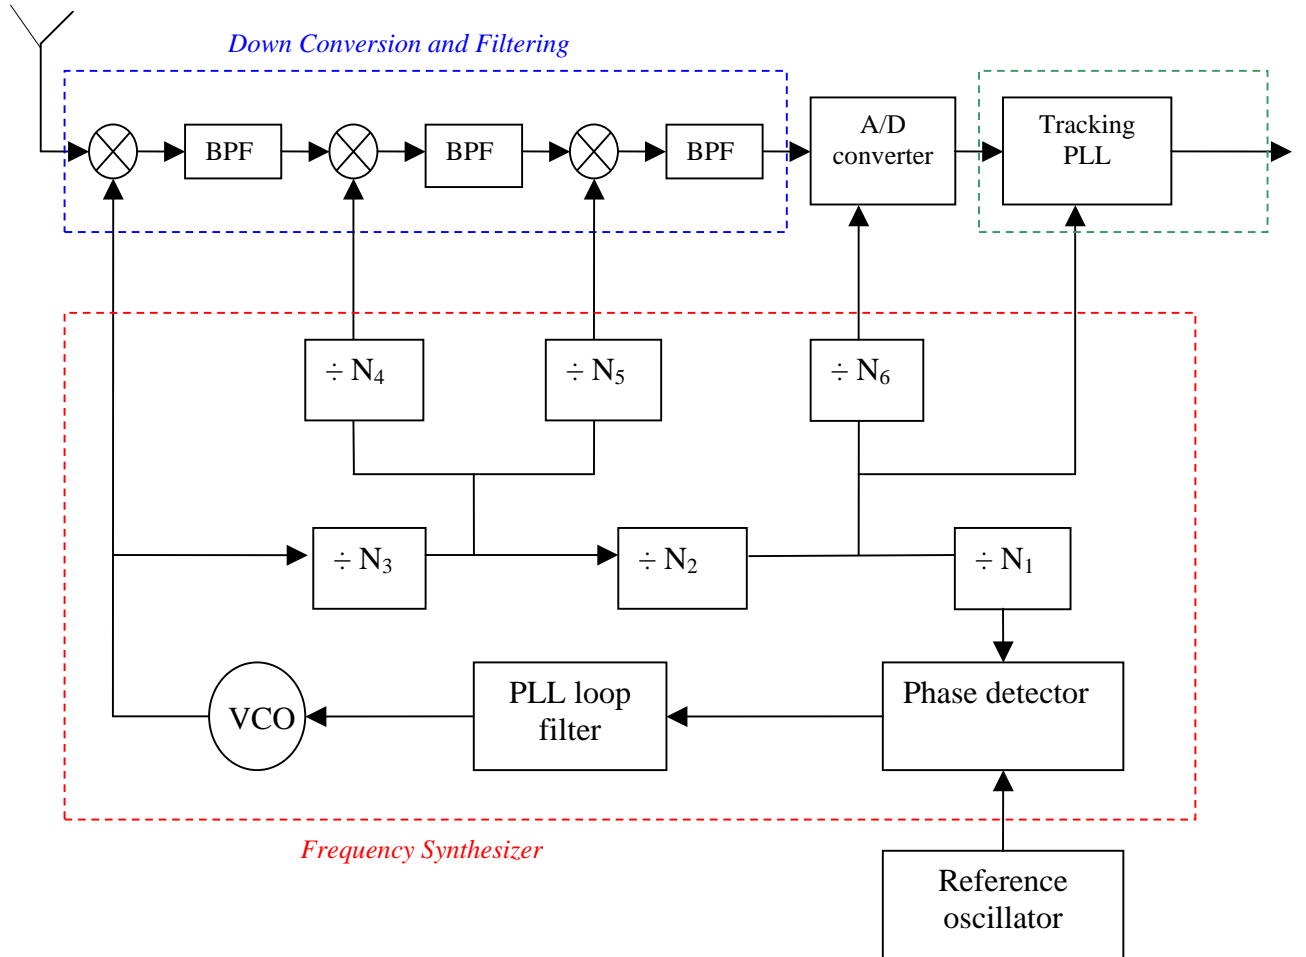 Down Conversion and Filtering
BPF
BPF
BPF
A/D
converter
Tracking
PLL
÷ N₄
÷ N₅
÷ N₆
÷ N₃
÷ N₂
÷ N₁
VCO
PLL loop
filter
Phase detector
Frequency Synthesizer
Reference
oscillator